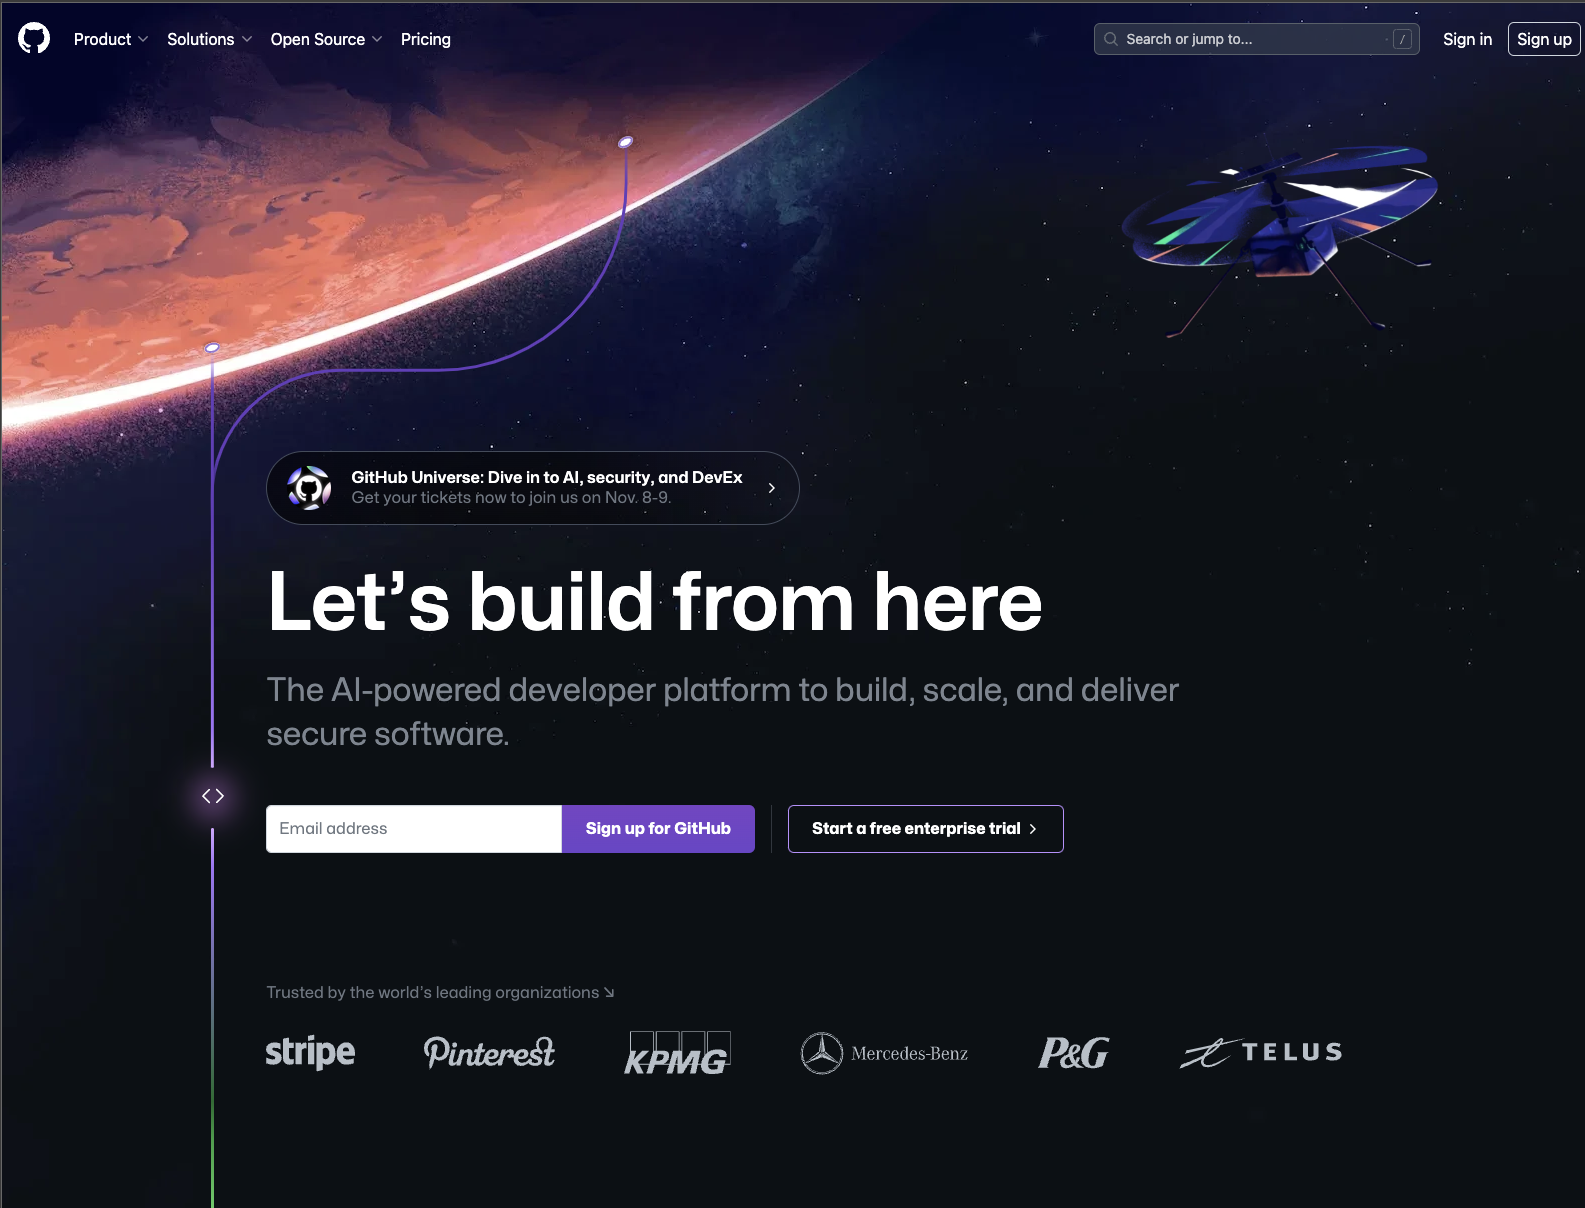 Product
Solutions
Open Source
Pricing
Search or jump to...
/
Sign in
Sign up
GitHub Universe: Dive in to AI, security, and DevEx
Get your tickets now to join us on Nov. 8-9.
Let’s build from here
The AI-powered developer platform to build, scale, and deliver
secure software.
Email address
Sign up for GitHub
Start a free enterprise trial
Trusted by the world’s leading organizations
stripe
Pinterest
KPMG
Mercedes-Benz
P&G
TELUS